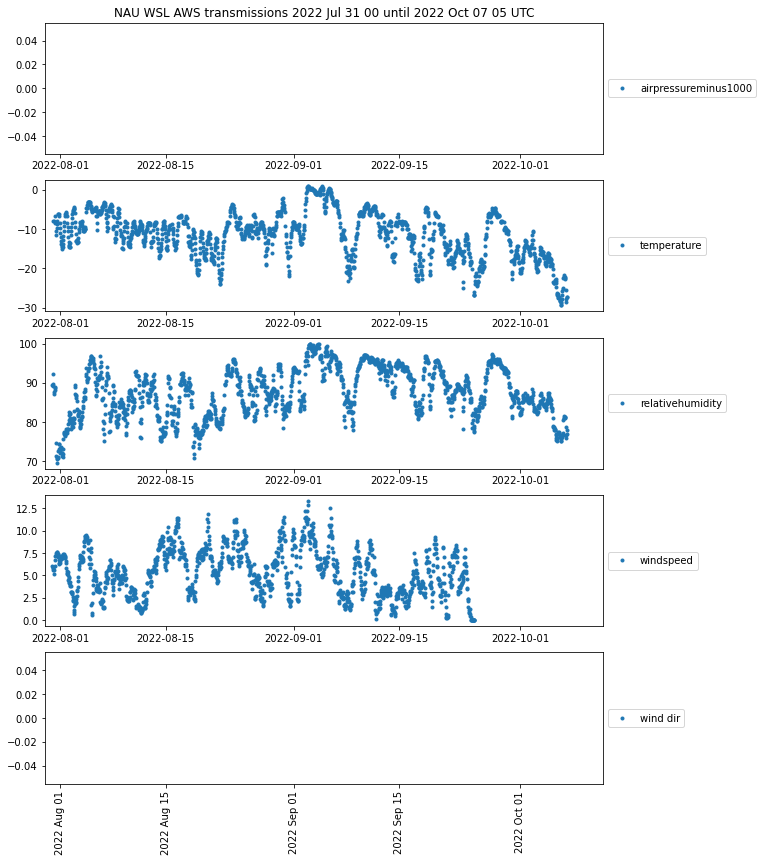 NAU WSL AWS transmissions 2022 Jul 31 00 until 2022 Oct 07 05 UTC
0.04
0.02
0.00
−0.02
−0.04
2022-08-01 2022-08-15 2022-09-01 2022-09-15 2022-10-01
airpressureminus1000
0
−10
−20
−30
2022-08-01 2022-08-15 2022-09-01 2022-09-15 2022-10-01
temperature
100
90
80
70
2022-08-01 2022-08-15 2022-09-01 2022-09-15 2022-10-01
relativehumidity
12.5
10.0
7.5
5.0
2.5
0.0
2022-08-01 2022-08-15 2022-09-01 2022-09-15 2022-10-01
windspeed
0.04
0.02
0.00
−0.02
−0.04
2022 Aug 01
2022 Aug 15
2022 Sep 01
2022 Sep 15
2022 Oct 01
wind dir